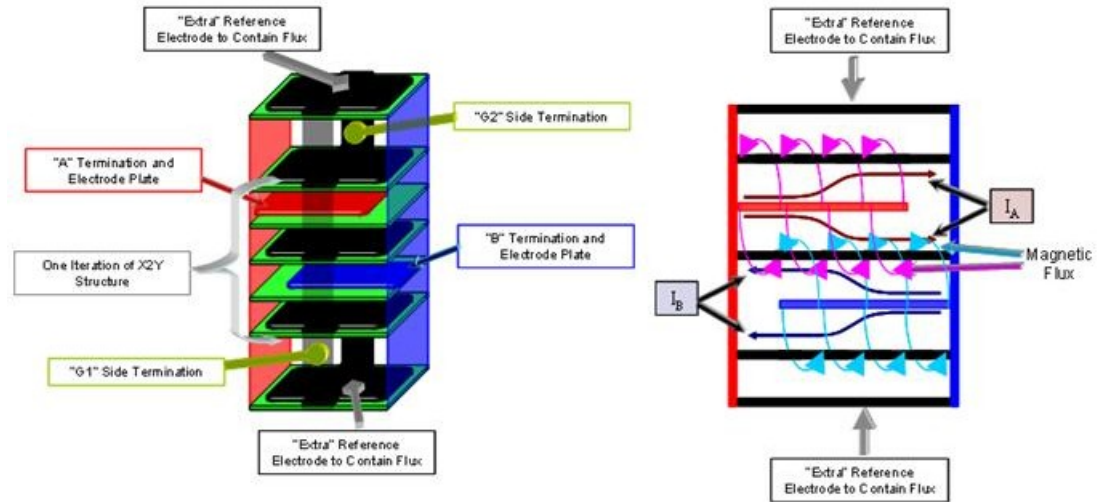 "Extra" Reference
Electrode to Contain Flux
"G2" Side Termination
"A" Termination and
Electrode Plate
"B" Termination and
Electrode Plate
One Iteration of X2Y
Structure
"G1" Side Termination
"Extra" Reference
Electrode to Contain Flux
"Extra" Reference
Electrode to Contain Flux
I_A
Magnetic
Flux
I_B
"Extra" Reference
Electrode to Contain Flux